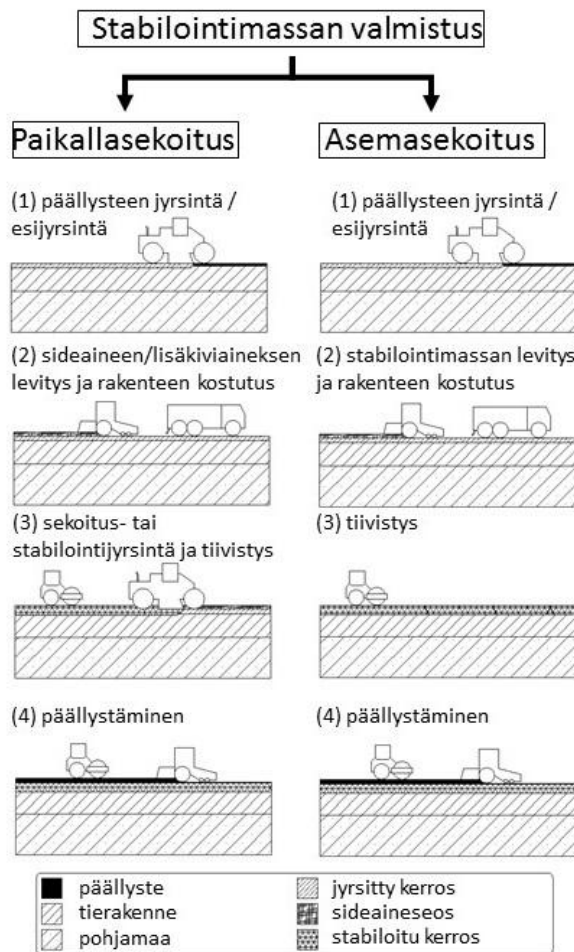 Stabilointimassan valmistus
Paikallasekoitus
(1) päällysteen jyrsintä /
esijyrsintä
(2) sideaineen/lisäkiviaineksen
levitys ja rakenteen kostutus
(3) sekoitus- tai
stabilointijyrsintä ja tiivistys
(4) päällystäminen
Asemasekoitus
(1) päällysteen jyrsintä /
esijyrsintä
(2) stabilointimassan levitys
ja rakenteen kostutus
(3) tiivistys
(4) päällystäminen
päällyste
tierakenne
pohjamaa
jyrsitty kerros
sideaineseos
stabiloitu kerros